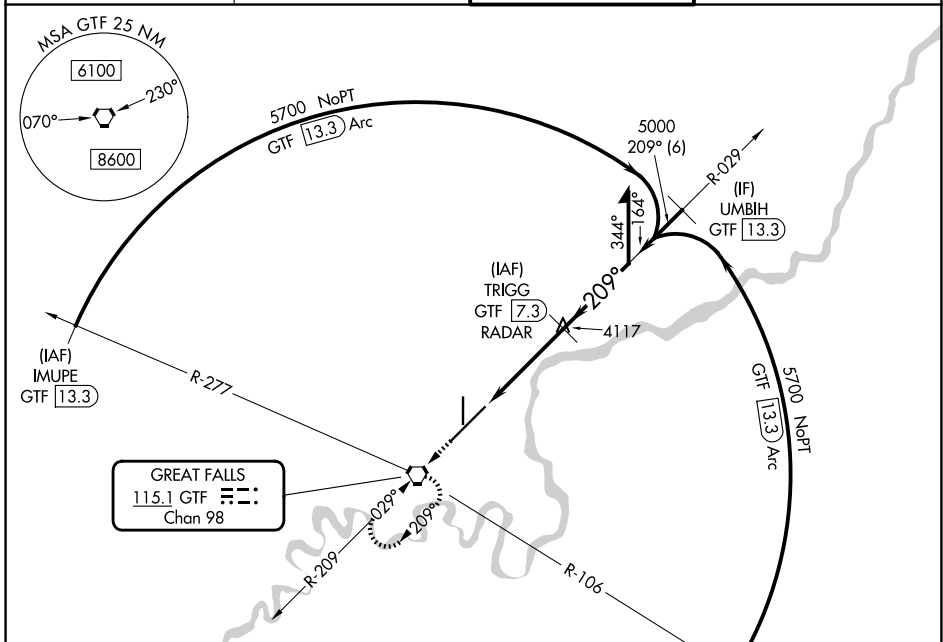 MSA GTF 25 NM
6100
070°
230°
8600
5700 NoPT
GTF 13.3 Arc
5000
209° (6)
R-029
(IF)
UMBIH
GTF 13.3
344°
164°
209°
(IAF)
TRIGG
GTF 7.3
RADAR
4117
(IAF)
IMUPE
GTF 13.3
R-277
5700 NoPT
GTF 13.3 Arc
GREAT FALLS
115.1 GTF
Chan 98
029°
209°
R-209
R-106